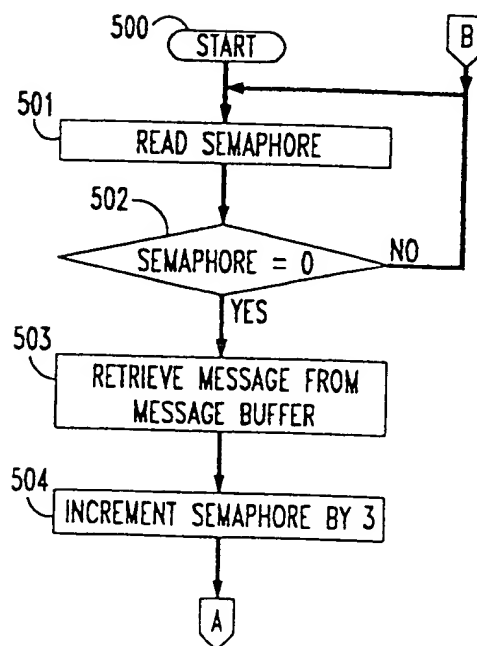 500
START
B
501
READ SEMAPHORE
502
SEMAPHORE = 0
NO
YES
503
RETRIEVE MESSAGE FROM
MESSAGE BUFFER
504
INCREMENT SEMAPHORE BY 3
A